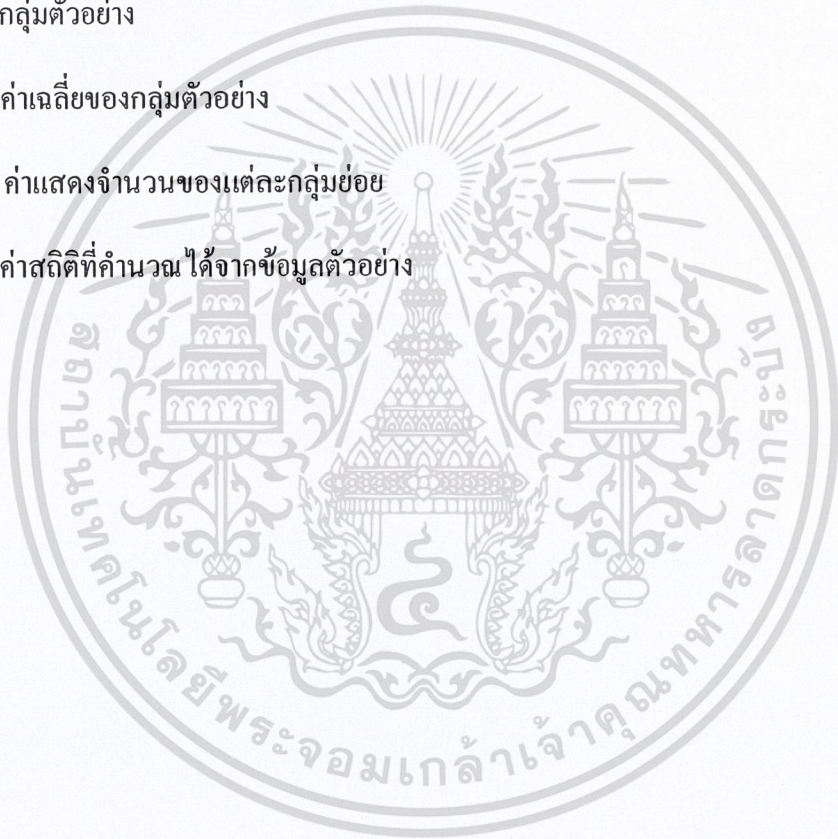 กลุ่มตัวอย่าง
ค่าเฉลี่ยของกลุ่มตัวอย่าง
ค่าแสดงจำนวนของแต่ละกลุ่มย่อย
ค่าสถิติที่คำนวณได้จากข้อมูลตัวอย่าง
สถาบันเทคโนโลยีพระจอมเกล้าเจ้าคุณทหารลาดกระบัง